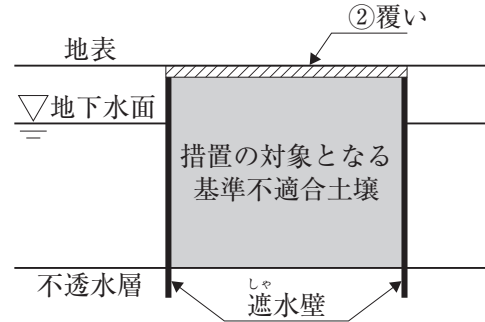 ②覆い
地表
地下水面
措置の対象となる
基準不適合土壌
不透水層
しゃ
遮水壁